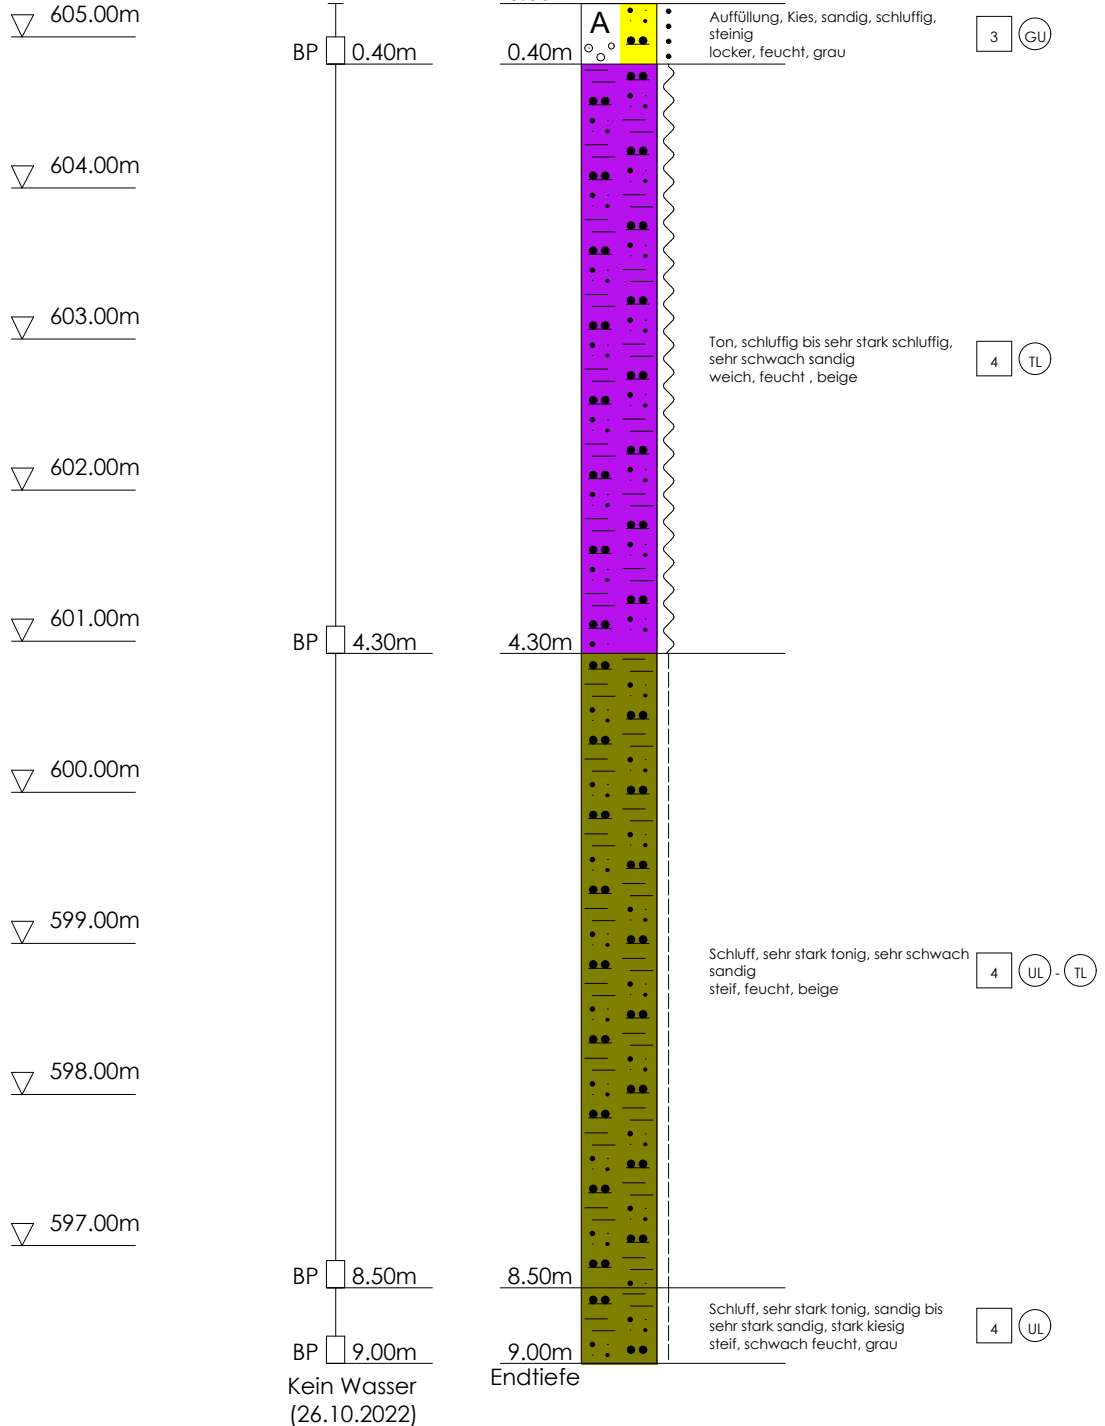 605.00m
A
Auffüllung, Kies, sandig, schluffig,
steinig
locker, feucht, grau
3 GU
BP 0.40m
0.40m
604.00m
603.00m
Ton, schluffig bis sehr stark schluffig,
sehr schwach sandig
weich, feucht , beige
4 TL
602.00m
601.00m
BP 4.30m
4.30m
600.00m
599.00m
Schluff, sehr stark tonig, sehr schwach
sandig
steif, feucht, beige
4 UL - TL
598.00m
597.00m
BP 8.50m
8.50m
Schluff, sehr stark tonig, sandig bis
sehr stark sandig, stark kiesig
steif, schwach feucht, grau
4 UL
BP 9.00m
9.00m
Endtiefe
Kein Wasser
(26.10.2022)